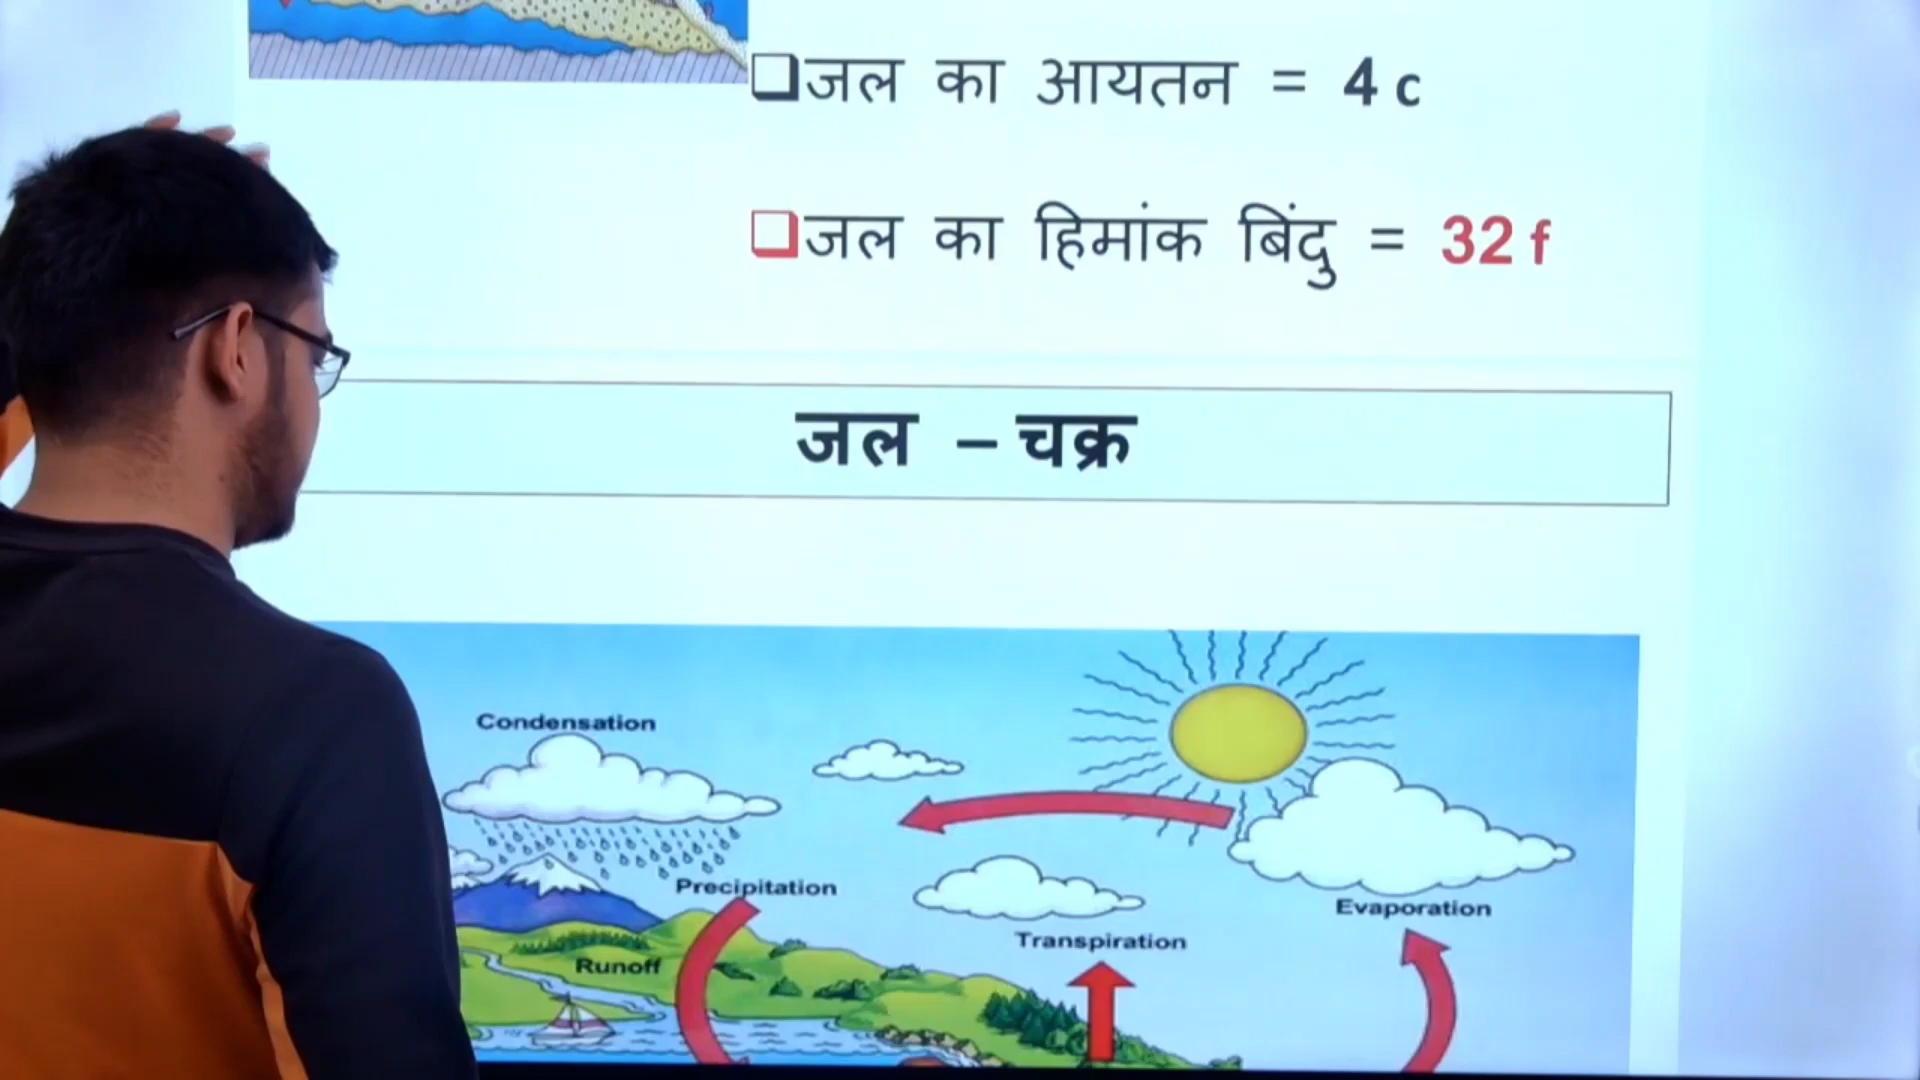 ❑जल का आयतन = 4 c
❑जल का हिमांक बिंदु = 32 f
जल – चक्र
Condensation
Precipitation
Evaporation
Transpiration
Runoff